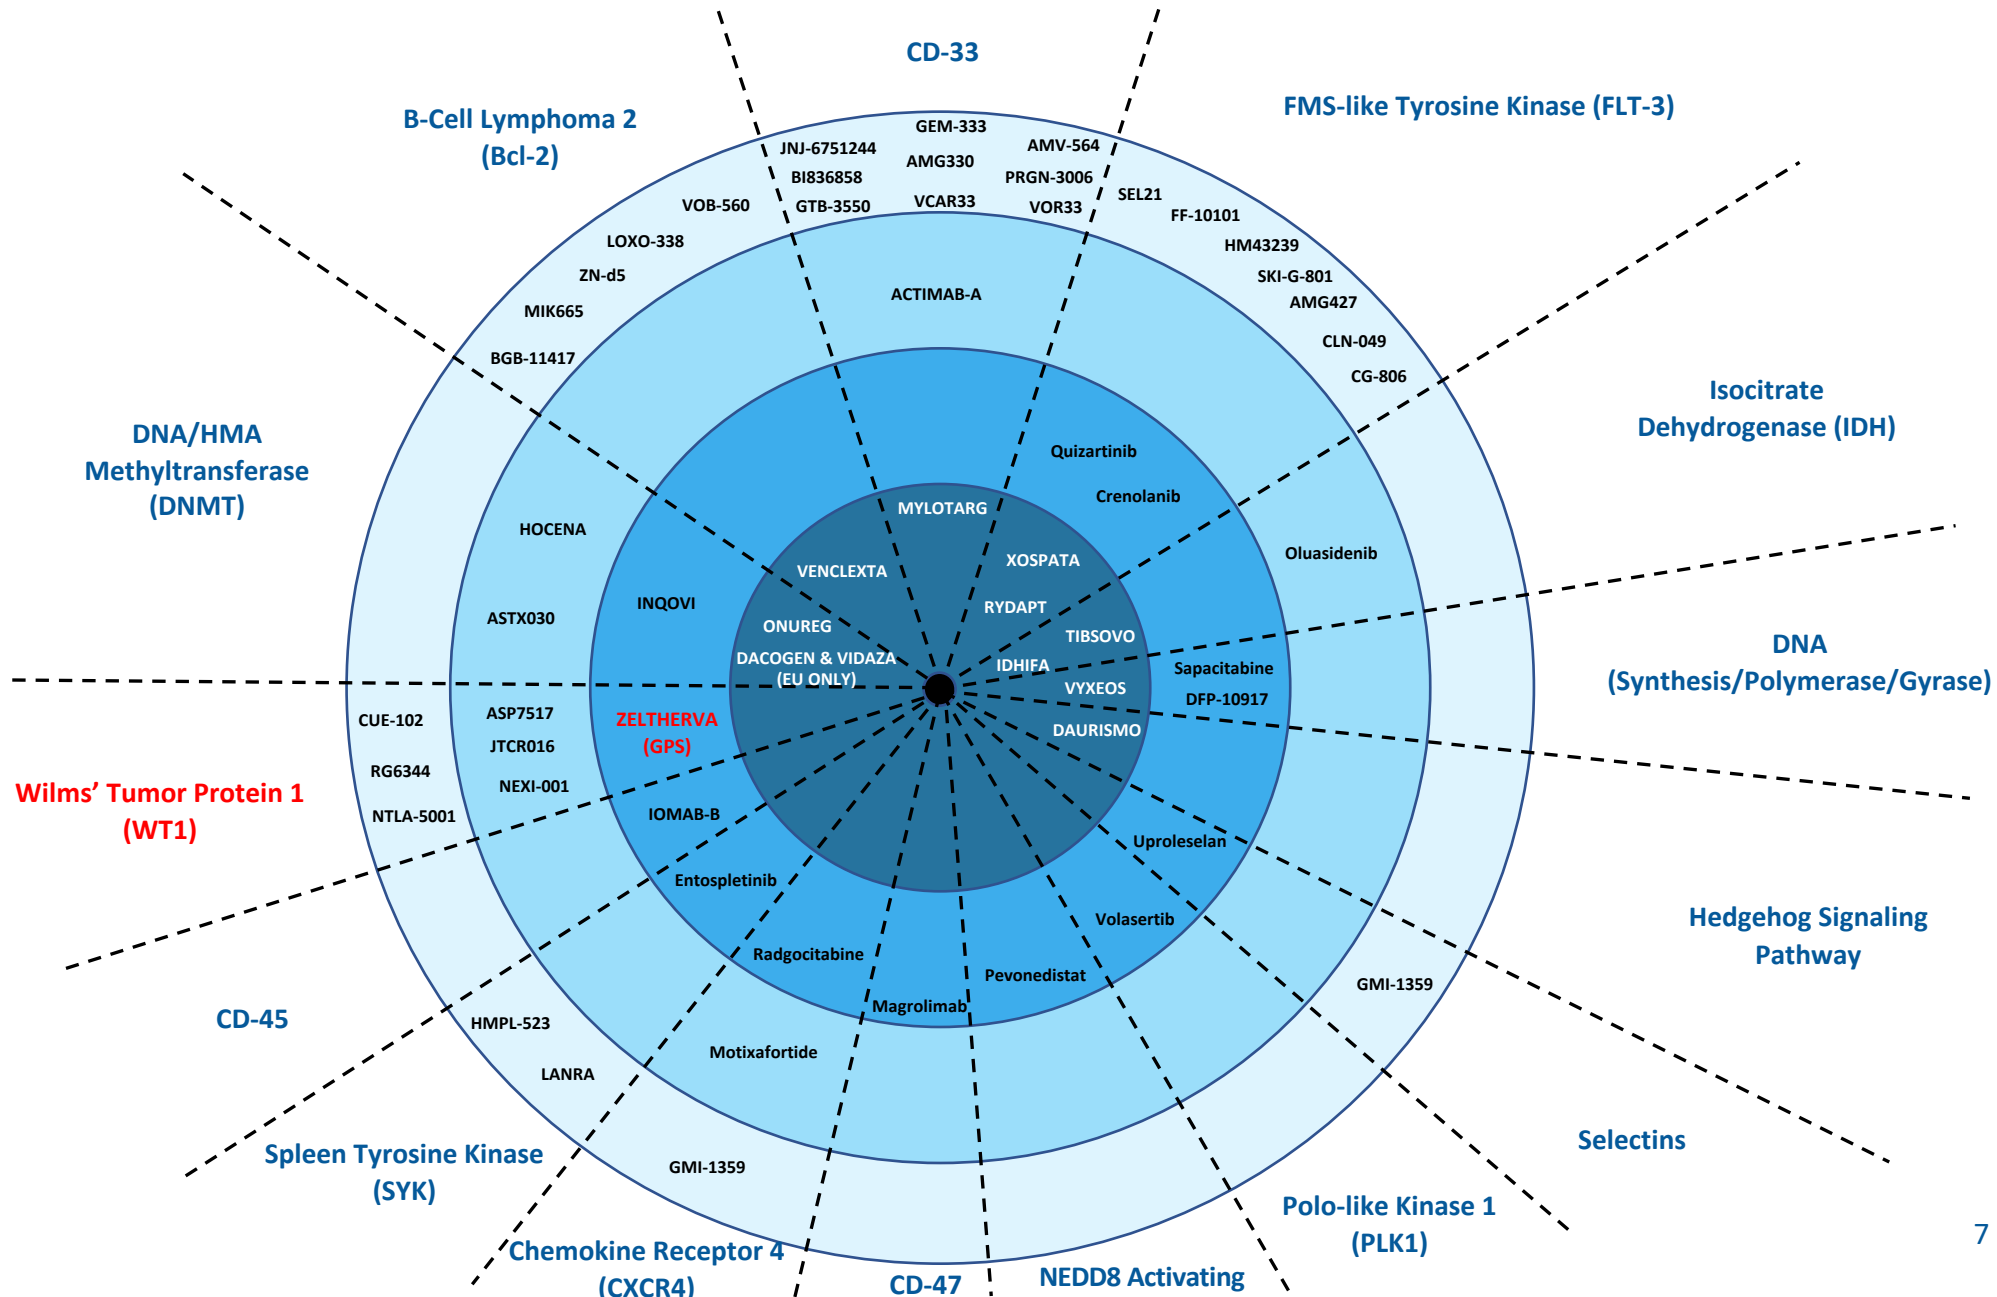 CD-33
FMS-like Tyrosine Kinase (FLT-3)
B-Cell Lymphoma 2
(Bcl-2)
Isocitrate
Dehydrogenase (IDH)
DNA/HMA
Methyltransferase
(DNMT)
DNA
(Synthesis/Polymerase/Gyrase)
Wilms' Tumor Protein 1
(WT1)
Hedgehog Signaling
Pathway
CD-45
Selectins
Spleen Tyrosine Kinase
(SYK)
Polo-like Kinase 1
(PLK1)
Chemokine Receptor 4
(CXCR4)
CD-47
NEDD8 Activating
GEM-333
JNJ-6751244
AMG330
AMV-564
BI836858
PRGN-3006
GTB-3550
VCAR33
VOR33
SEL21
FF-10101
HM43239
SKI-G-801
AMG427
CLN-049
CG-806
VOB-560
LOXO-338
ZN-d5
MIK665
BGB-11417
ACTIMAB-A
Quizartinib
Crenolanib
MYLOTARG
XOSPATA
RYDAPT
VENCLEXTA
HOCENA
ASTX030
INQOVI
ONUREG
DACOGEN & VIDAZA
(EU ONLY)
TIBSOVO
IDHIFA
Oluasidenib
VYXEOS
Sapacitabine
DFP-10917
DAURISMO
CUE-102
RG6344
NTLA-5001
ASP7517
JTCR016
NEXI-001
ZELTHERVA
(GPS)
IOMAB-B
Entospletinib
HMPL-523
LANRA
Radgocitabine
Motixafortide
GMI-1359
Magrolimab
Pevonedistat
Volasertib
Uproleselan
GMI-1359
7